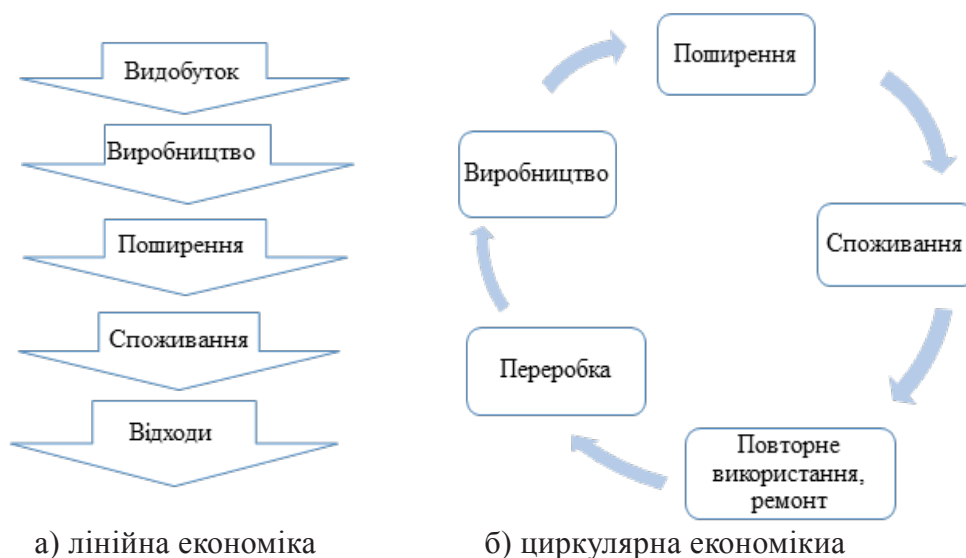 Видобуток
Виробництво
Поширення
Споживання
Відходи
а) лінійна економіка
Поширення
Споживання
Повторне
використання,
ремонт
Переробка
Виробництво
б) циркулярна економікиа